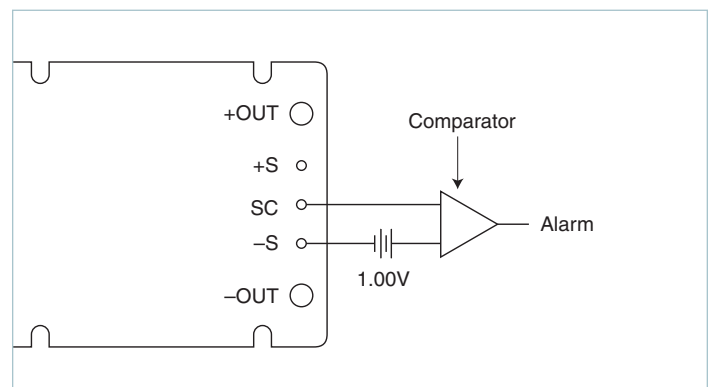 +OUT
Comparator
+S
SC
Alarm
–S
1.00V
–OUT